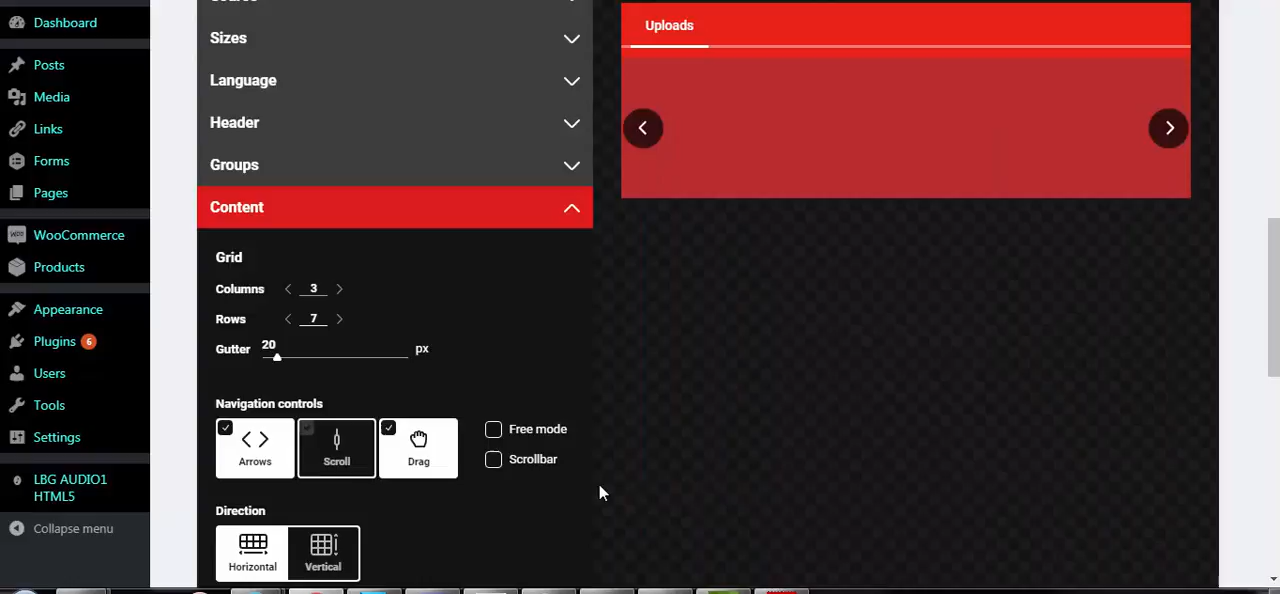 Dashboard
Posts
Media
Links
Forms
Pages
WooCommerce
Products
Appearance
Plugins 6
Users
Tools
Settings
LBG AUDIO1
HTML5
Collapse menu
Sizes
Language
Header
Groups
Content
Grid
Columns 3
Rows 7
Gutter 20 px
Navigation controls
Arrows
Scroll
Drag
Free mode
Scrollbar
Direction
Horizontal
Vertical
Uploads